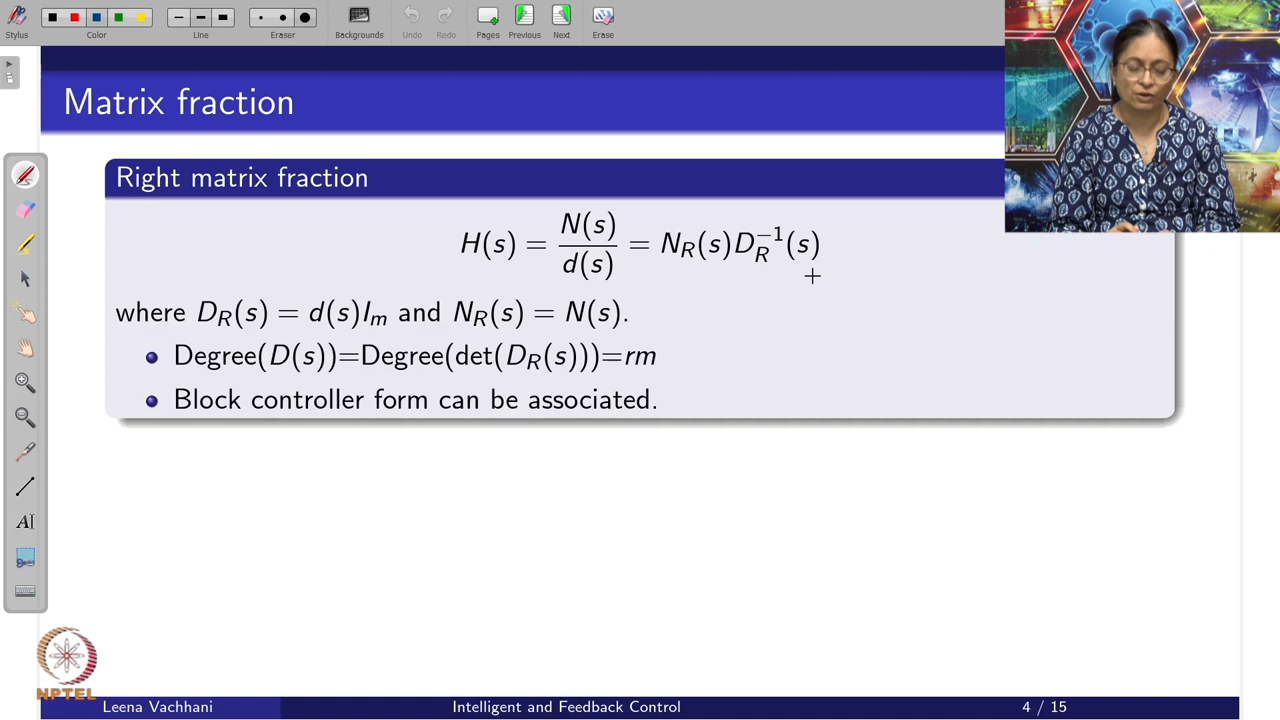 Stylus
Color
Line
Eraser
Backgrounds
Undo
Redo
Pages
Previous
Next
Erase
Matrix fraction
Right matrix fraction
H(s) = N(s)/d(s) = N_R(s)D_R^{-1}(s)
where D_R(s) = d(s)I_m and N_R(s) = N(s).
Degree(D(s))=Degree(det(D_R(s)))=rm
Block controller form can be associated.
AI
NPTEL
Leena Vachhani
Intelligent and Feedback Control
4 / 15